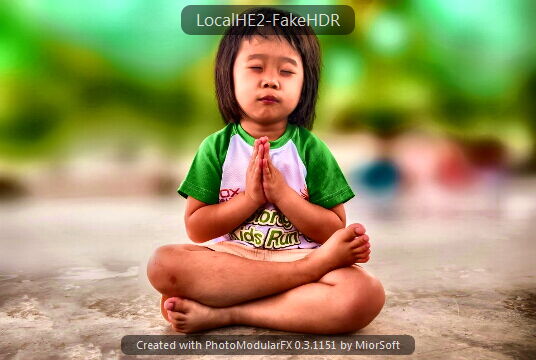 LocalHE2-FakeHDR
Kids Run
Created with PhotoModularFX 0.3.1151 by MiorSoft